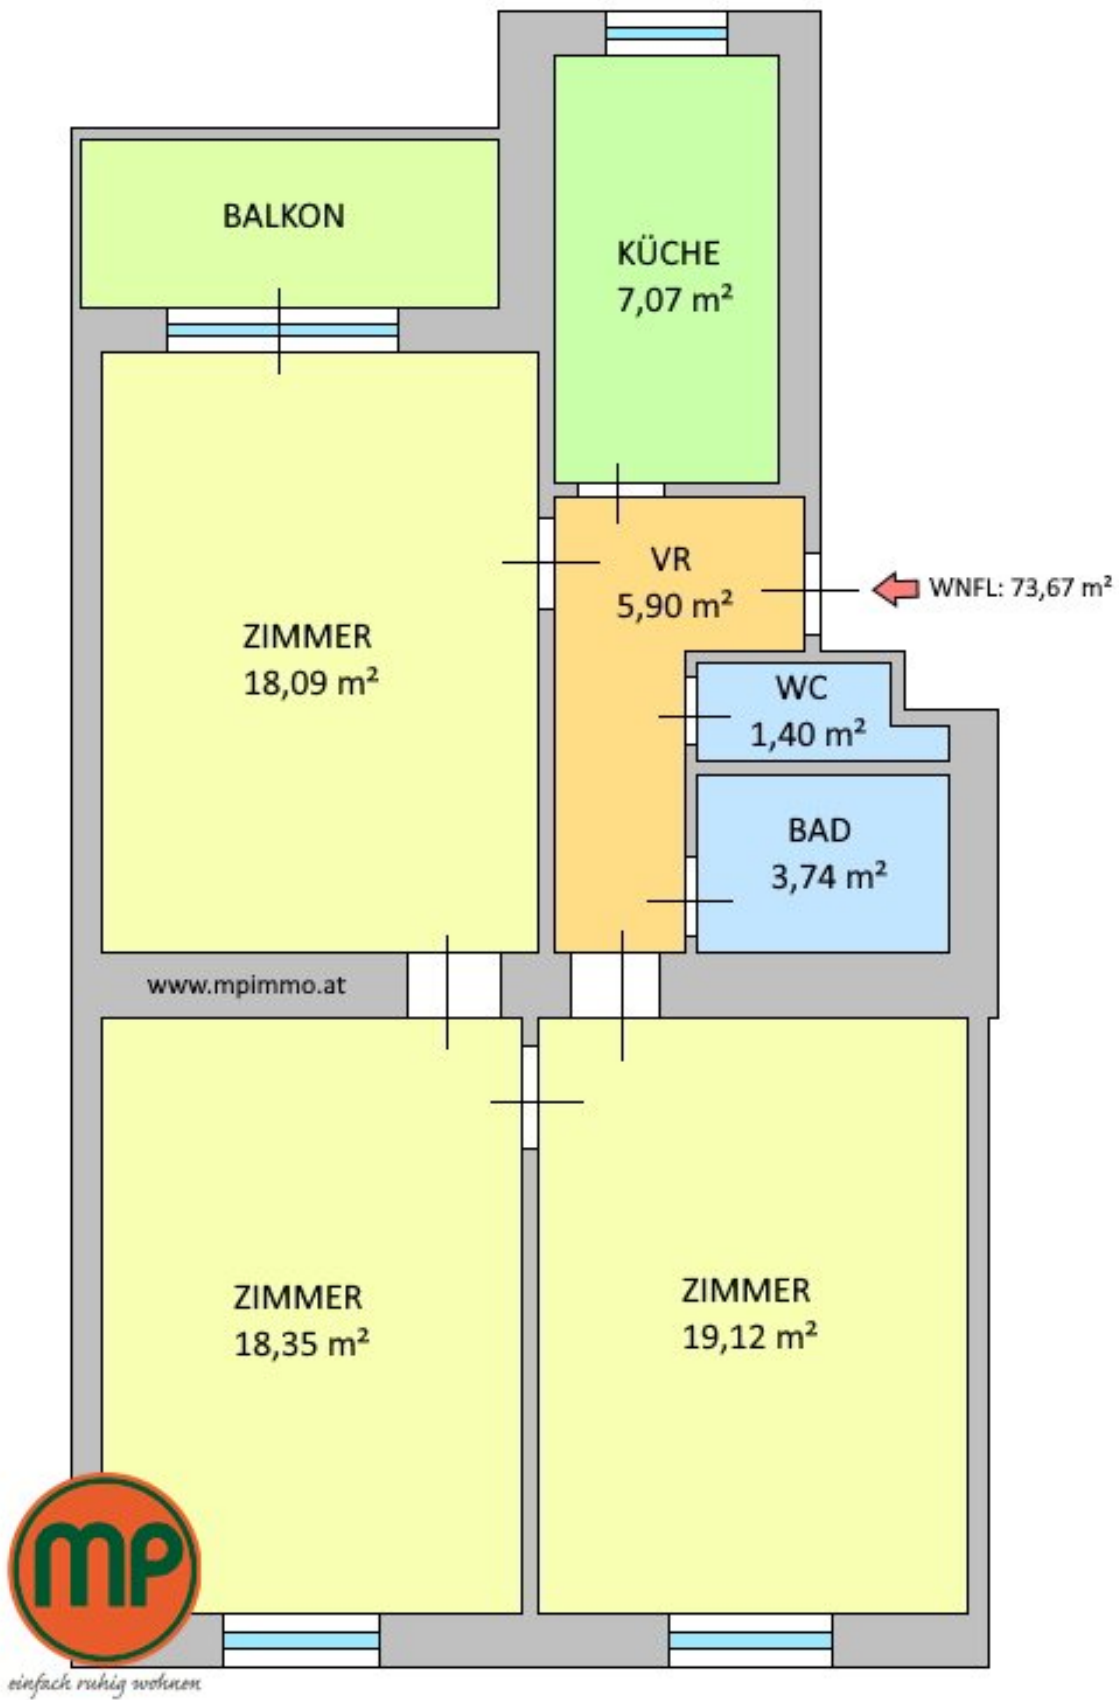 BALKON
KÜCHE
7,07 m²
VR
5,90 m²
WNFL: 73,67 m²
ZIMMER
18,09 m²
WC
1,40 m²
BAD
3,74 m²
www.mpimmo.at
ZIMMER
18,35 m²
ZIMMER
19,12 m²
mp
einfach ruhig wohnen